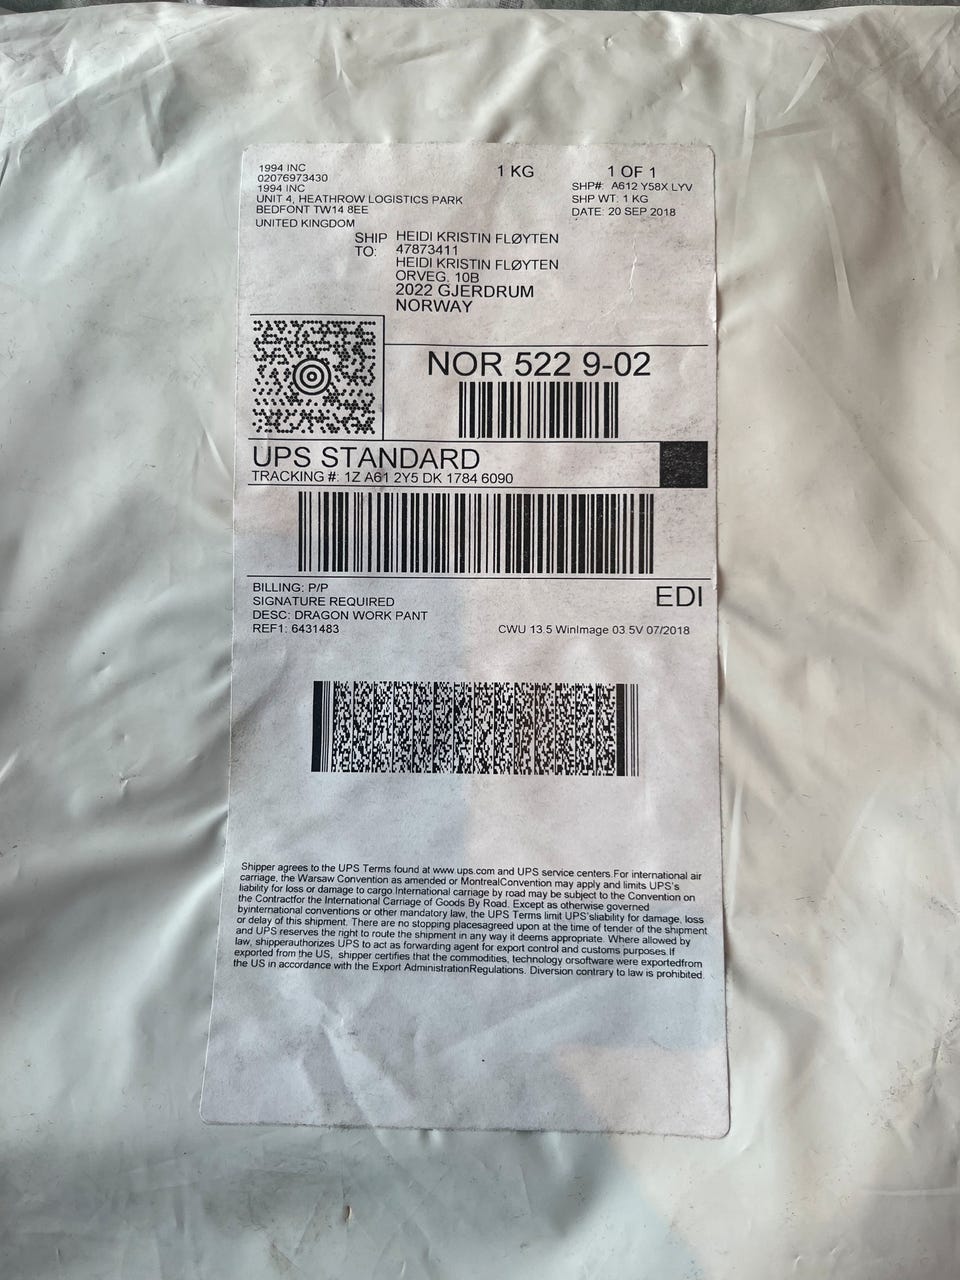 1994 INC
02076973430
1994 INC
UNIT 4, HEATHROW LOGISTICS PARK
BEDFONT TW14 8EE
UNITED KINGDOM
1 KG
1 OF 1
SHP#: A612 Y58X LYV
SHP WT: 1 KG
DATE: 20 SEP 2018
SHIP TO:
HEIDI KRISTIN FLØYTEN
47873411
HEIDI KRISTIN FLØYTEN
ORVEG. 10B
2022 GJERDRUM
NORWAY
NOR 522 9-02
UPS STANDARD
TRACKING #: 1Z A61 2Y5 DK 1784 6090
BILLING: P/P
SIGNATURE REQUIRED
DESC: DRAGON WORK PANT
REF1: 6431483
EDI
CWU 13.5 WinImage 03.5V 07/2018
Shipper agrees to the UPS Terms found at www.ups.com and UPS service centers.For international air
carriage, the Warsaw Convention as amended or MontrealConvention may apply and limits UPS's
liability for loss or damage to cargo.International carriage by road may be subject to the Convention on
the Contractfor the International Carriage of Goods By Road. Except as otherwise governed
byinternational conventions or other mandatory law, the UPS Terms limit UPS'sliability for damage, loss
or delay of this shipment. There are no stopping placesagreed upon at the time of tender of the shipment
and UPS reserves the right to route the shipment in any way it deems appropriate. Where allowed by
law, shipperauthorizes UPS to act as forwarding agent for export control and customs purposes.If
exported from the US, shipper certifies that the commodities, technology orsoftware were exportedfrom
the US in accordance with the Export AdministrationRegulations. Diversion contrary to law is prohibited.